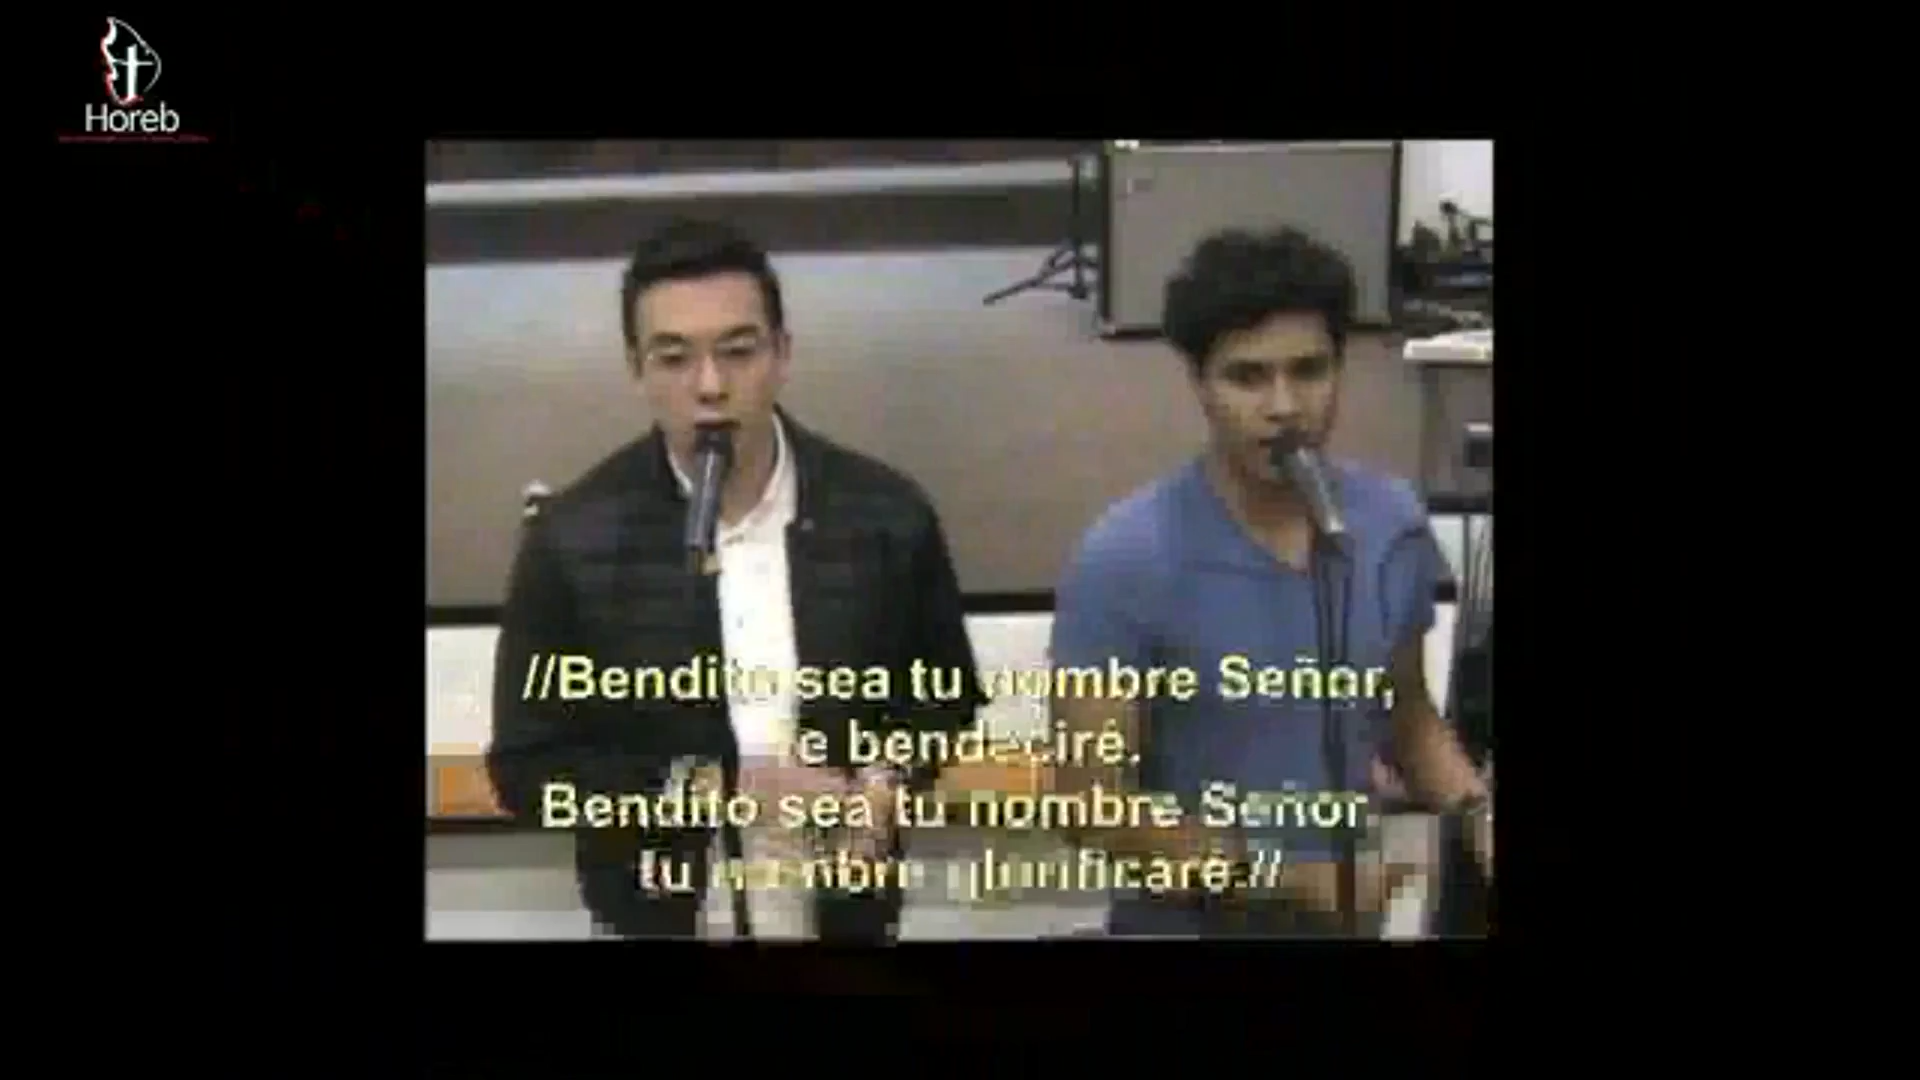 Horeb
//Bendito sea tu nombre Señor,
te bendeciré.
Bendito sea tu nombre Señor
tu nombre glorificaré.//